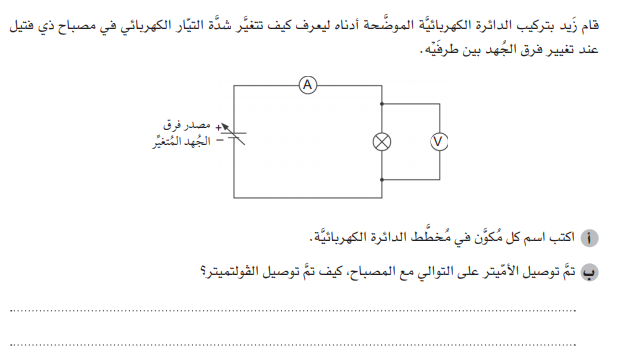 قام زَيد بتركيب الدائرة الكهربائيَّة الموضَّحة أدناه ليعرف كيف تتغيَّر شدَّة التيّار الكهربائي في مصباح ذي فتيل
عند تغيير فرق الجُهد بين طرفَيْه.
A
مصدر فرق +
الجُهد المُتغيِّر −
V
أ اكتب اسم كل مُكوَّن في مُخطَّط الدائرة الكهربائيَّة.
ب تمَّ توصيل الأمّيتر على التوالي مع المصباح، كيف تمَّ توصيل الڤولتميتر؟